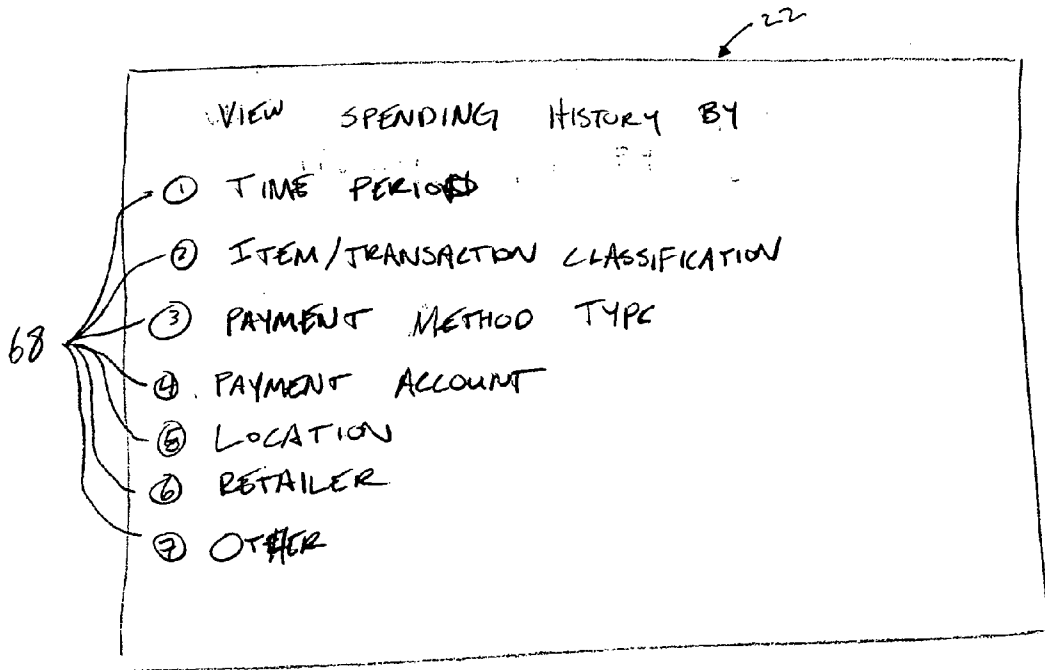 22
VIEW SPENDING HISTORY BY
① TIME PERIOD
② ITEM/TRANSACTION CLASSIFICATION
③ PAYMENT METHOD TYPE
68
④ PAYMENT ACCOUNT
⑤ LOCATION
⑥ RETAILER
⑦ OTHER